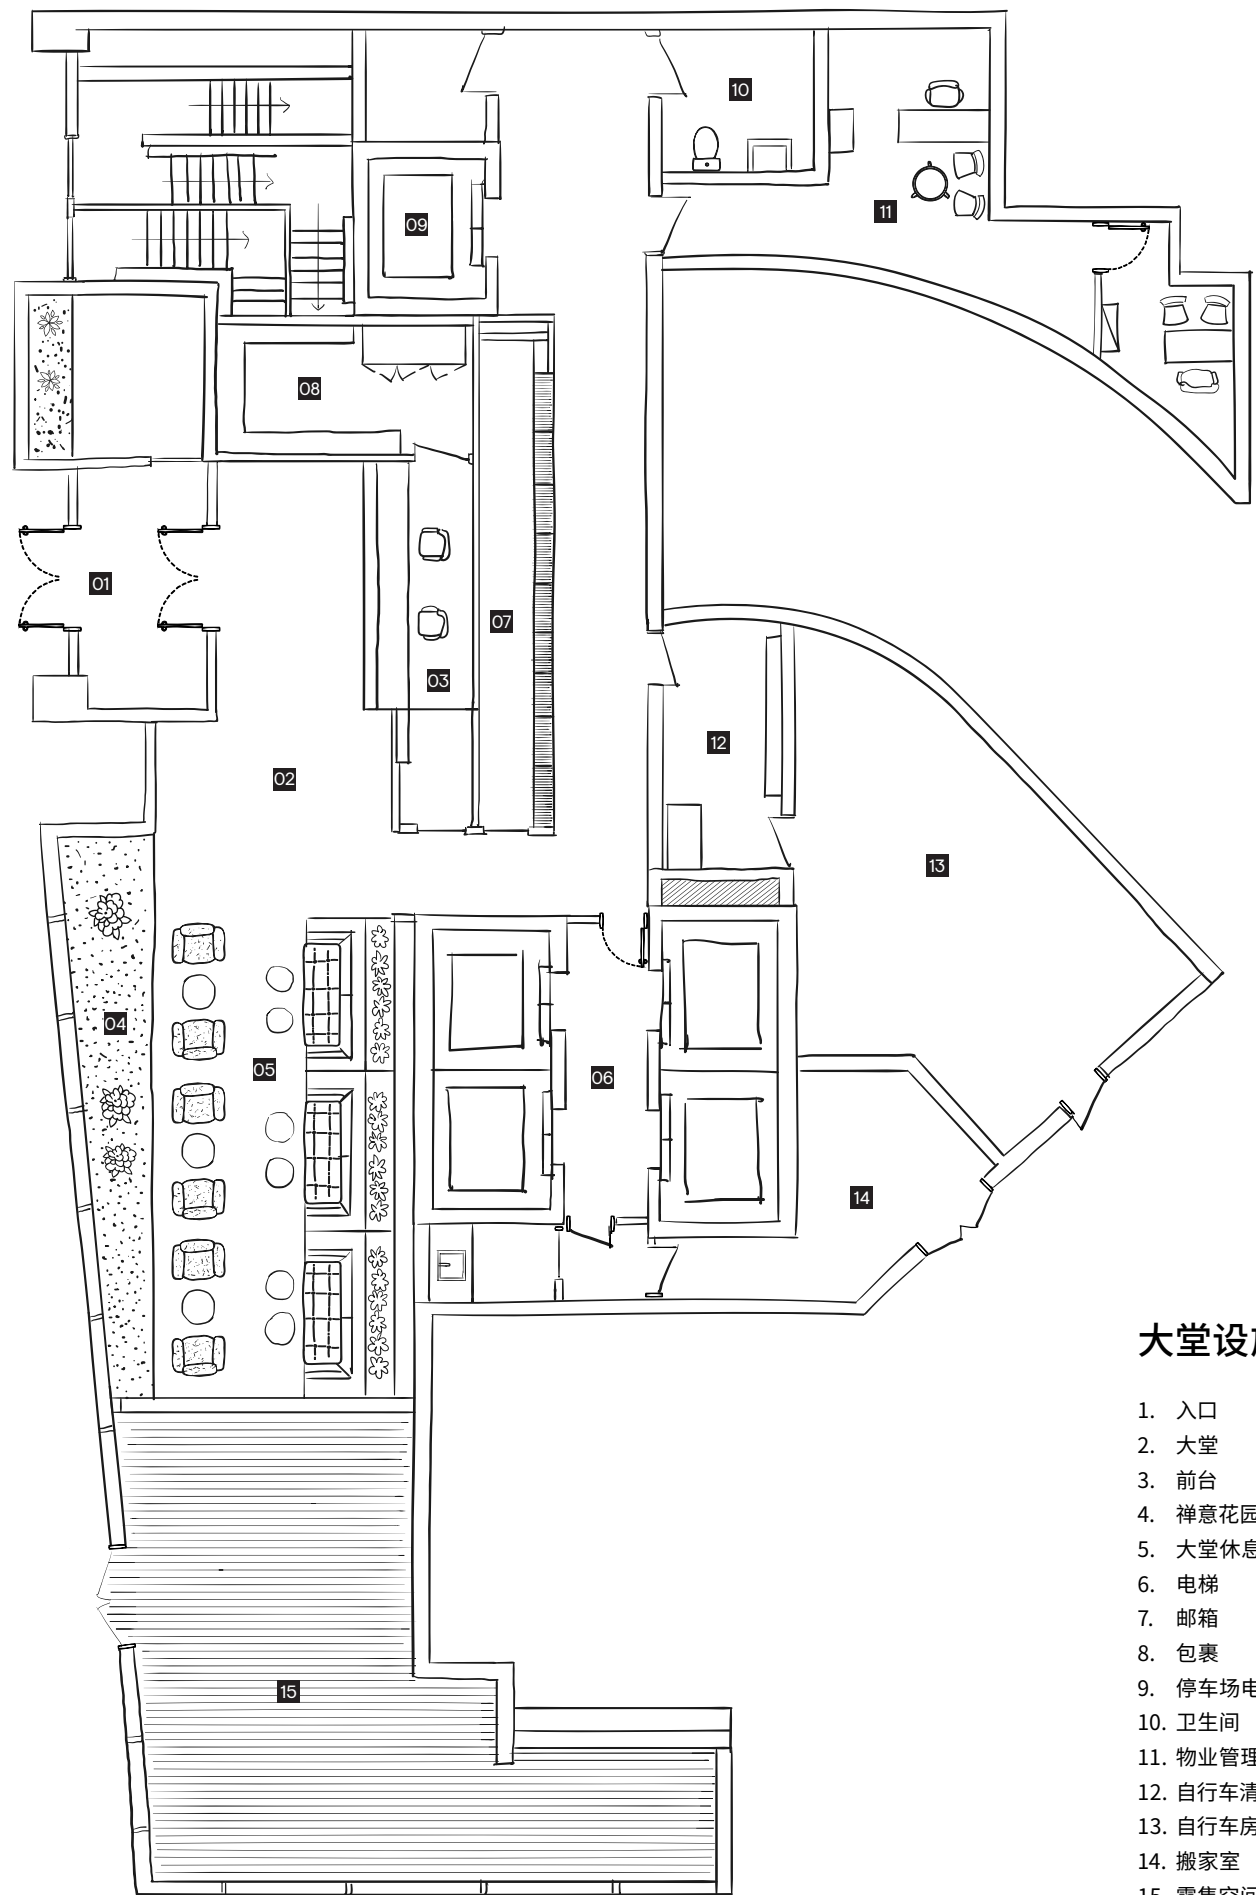 10
09
11
08
01
07
03
12
02
13
04
05
06
14
15
大堂设
1. 入口
2. 大堂
3. 前台
4. 禅意花园
5. 大堂休息
6. 电梯
7. 邮箱
8. 包裹
9. 停车场电
10. 卫生间
11. 物业管理
12. 自行车清
13. 自行车房
14. 搬家室